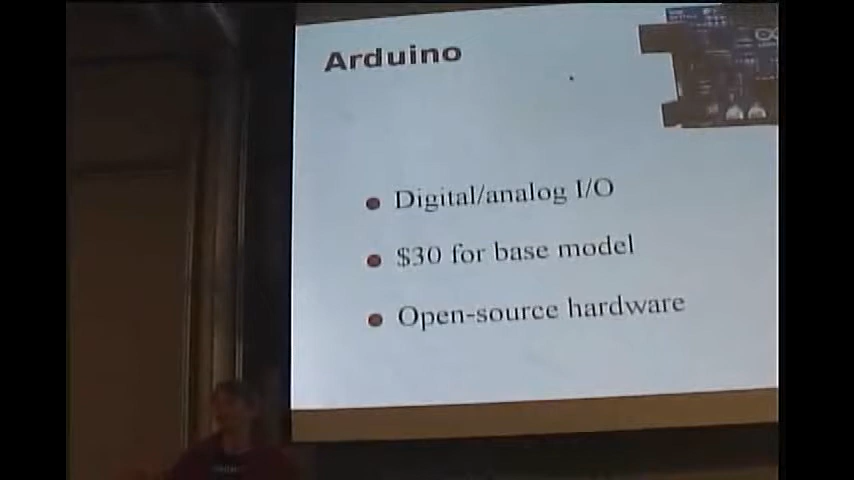 Arduino
Digital/analog I/O
$30 for base model
Open-source hardware